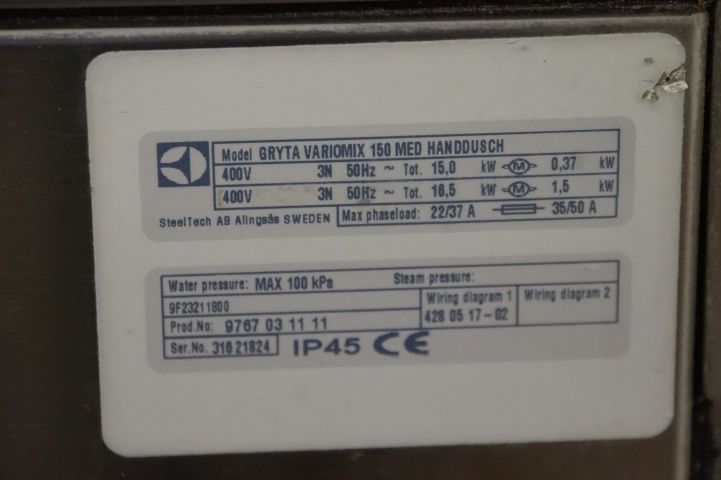 Model GRYTA VARIOMIX 150 MED HANDDUSCH
400V 3N 50Hz ~ Tot. 15,0 kW M 0,37 kW
400V 3N 50Hz ~ Tot. 16,5 kW M 1,5 kW
SteelTech AB Alingsås SWEDEN Max phaseload: 22/37 A 35/50 A
Water pressure: MAX 100 kPa Steam pressure:
9F23211800 Wiring diagram 1 Wiring diagram 2
Prod.No: 9767 03 11 11 428 05 17-02
Ser.No. 316 21824 IP45 CE